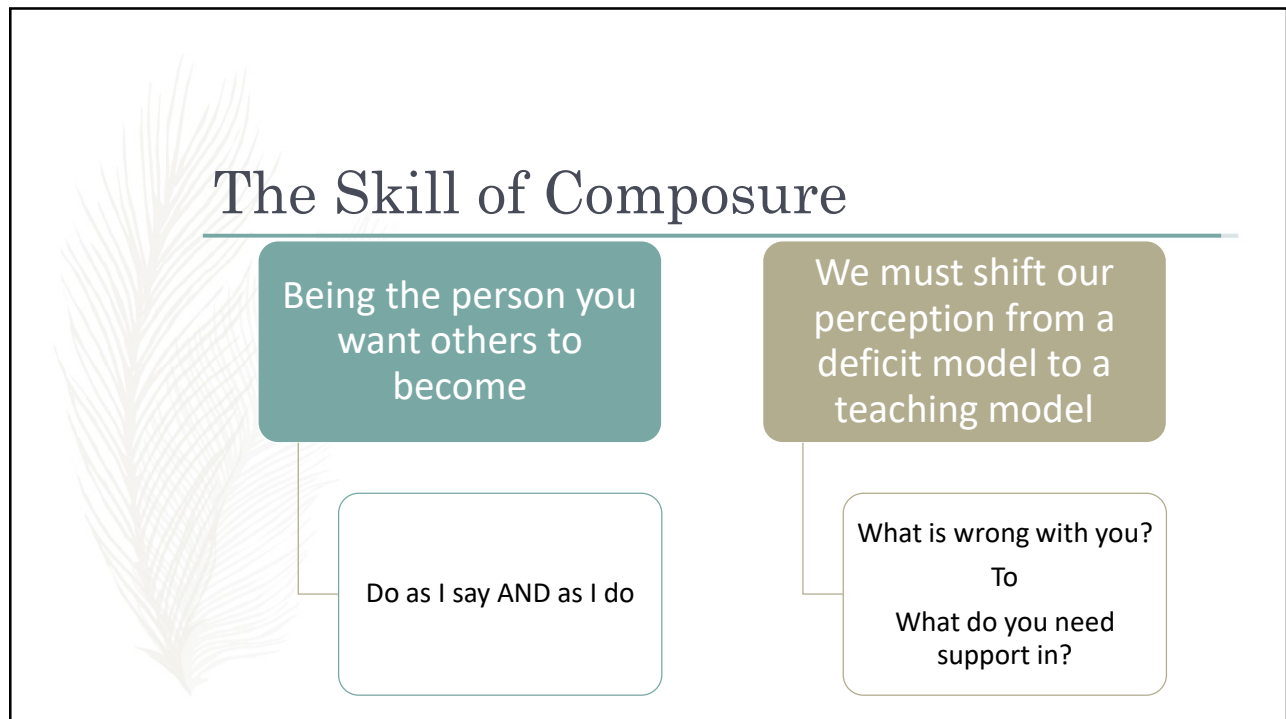 The Skill of Composure
Being the person you
want others to
become
Do as I say AND as I do
We must shift our
perception from a
deficit model to a
teaching model
What is wrong with you?
To
What do you need
support in?